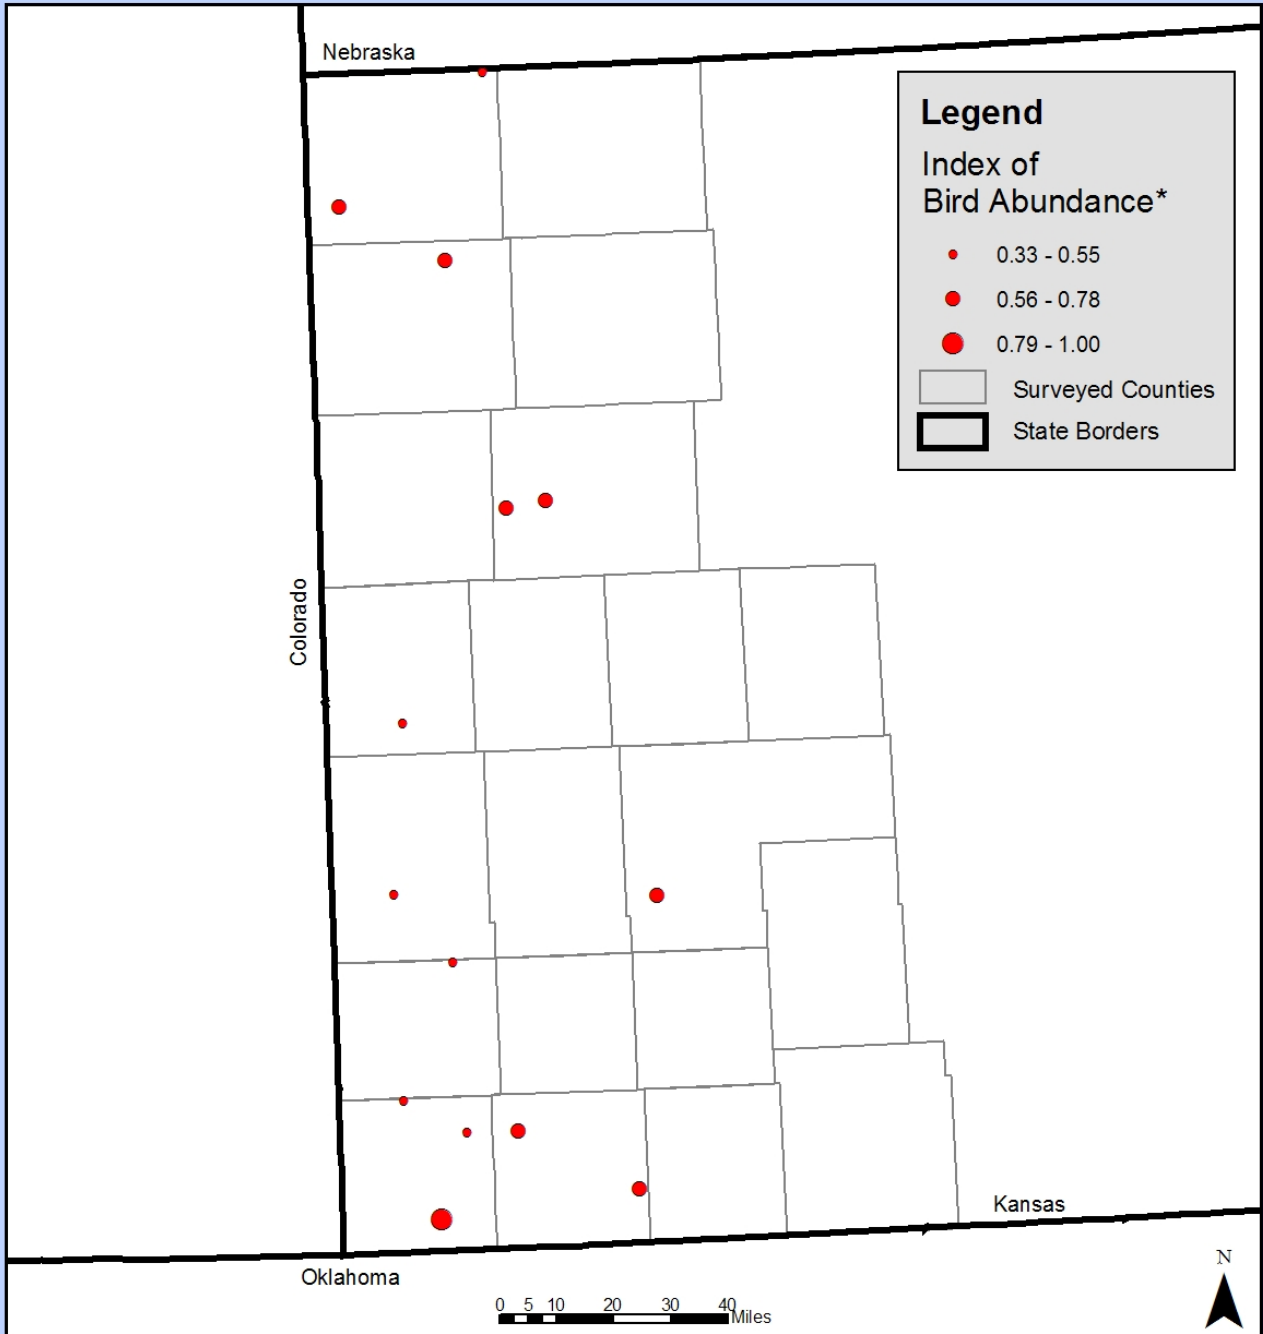 Nebraska
Legend
Index of
Bird Abundance*
0.33 - 0.55
0.56 - 0.78
0.79 - 1.00
Surveyed Counties
State Borders
Colorado
Kansas
Oklahoma
N
0 5 10 20 30 40
Miles